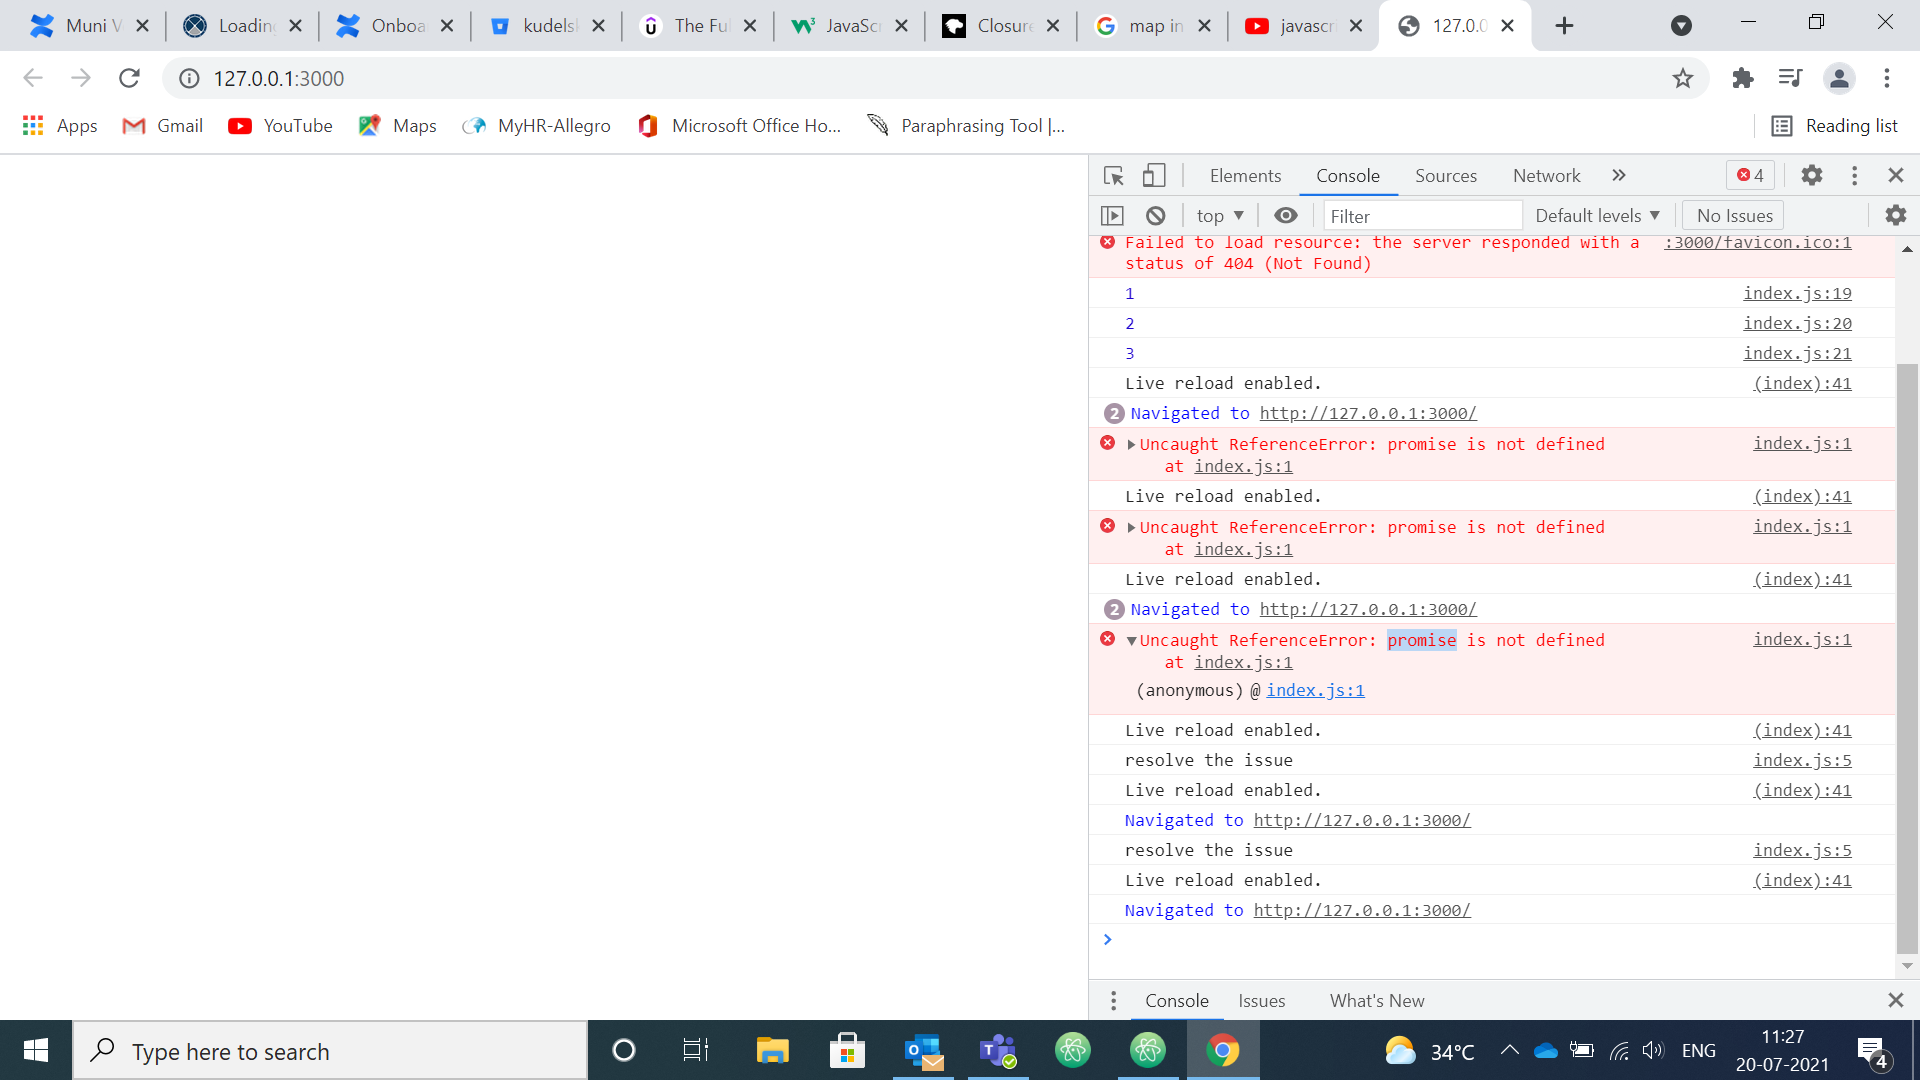 Muni V
Loading
Onboa
kudelsk
The Ful
JavaScr
Closure
map in
javascri
127.0.0
127.0.0.1:3000
Apps
Gmail
YouTube
Maps
MyHR-Allegro
Microsoft Office Ho...
Paraphrasing Tool |...
Reading list
Elements
Console
Sources
Network
4
top
Filter
Default levels
No Issues
Failed to load resource: the server responded with a :3000/favicon.ico:1
status of 404 (Not Found)
1 index.js:19
2 index.js:20
3 index.js:21
Live reload enabled. (index):41
2 Navigated to http://127.0.0.1:3000/
Uncaught ReferenceError: promise is not defined index.js:1
at index.js:1
Live reload enabled. (index):41
Uncaught ReferenceError: promise is not defined index.js:1
at index.js:1
Live reload enabled. (index):41
2 Navigated to http://127.0.0.1:3000/
Uncaught ReferenceError: promise is not defined index.js:1
at index.js:1
(anonymous) @ index.js:1
Live reload enabled. (index):41
resolve the issue index.js:5
Live reload enabled. (index):41
Navigated to http://127.0.0.1:3000/
resolve the issue index.js:5
Live reload enabled. (index):41
Navigated to http://127.0.0.1:3000/
Console
Issues
What's New
Type here to search
34°C
ENG
11:27
20-07-2021
4